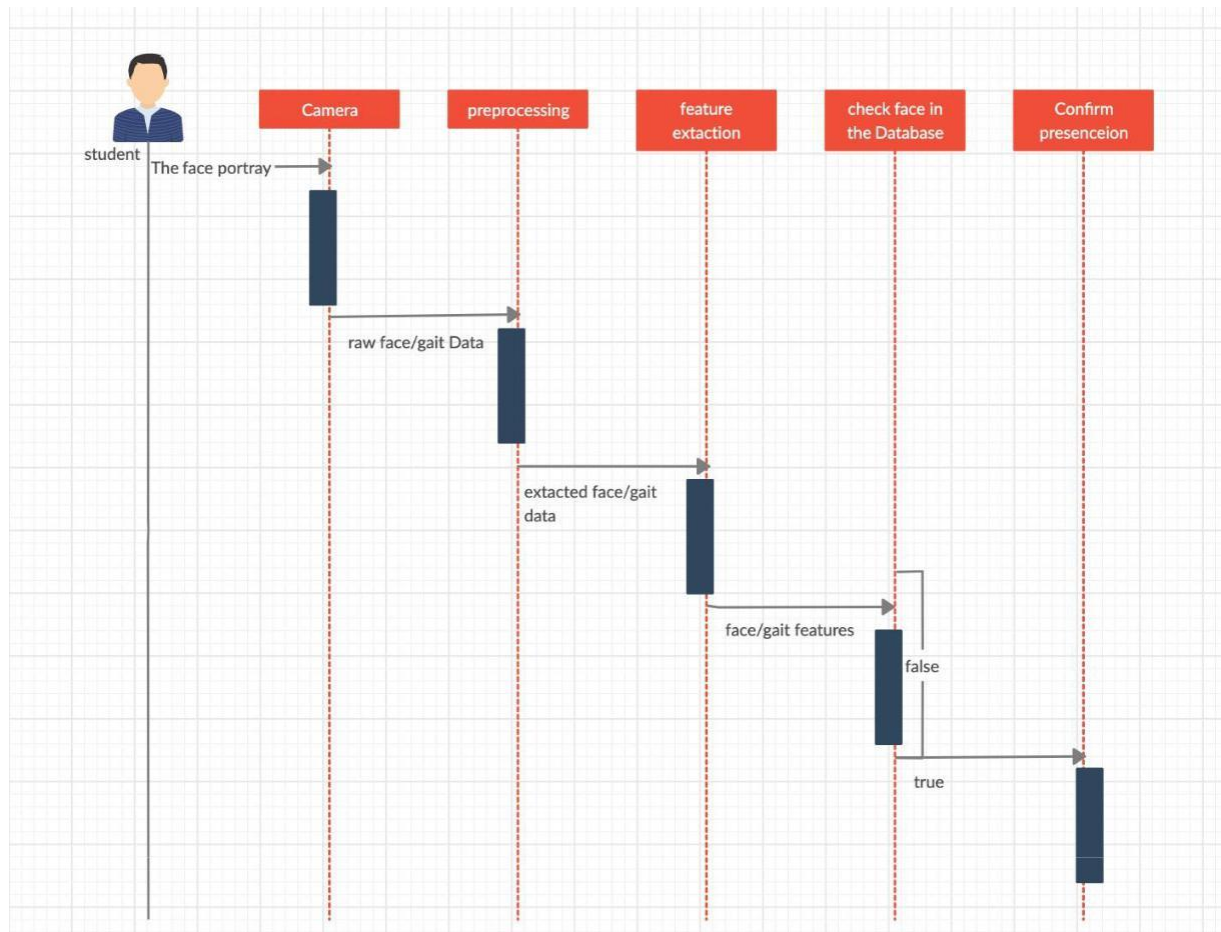 Camera
preprocessing
feature
extaction
check face in
the Database
Confirm
presenceion
student
The face portray
raw face/gait Data
extacted face/gait
data
face/gait features
false
true